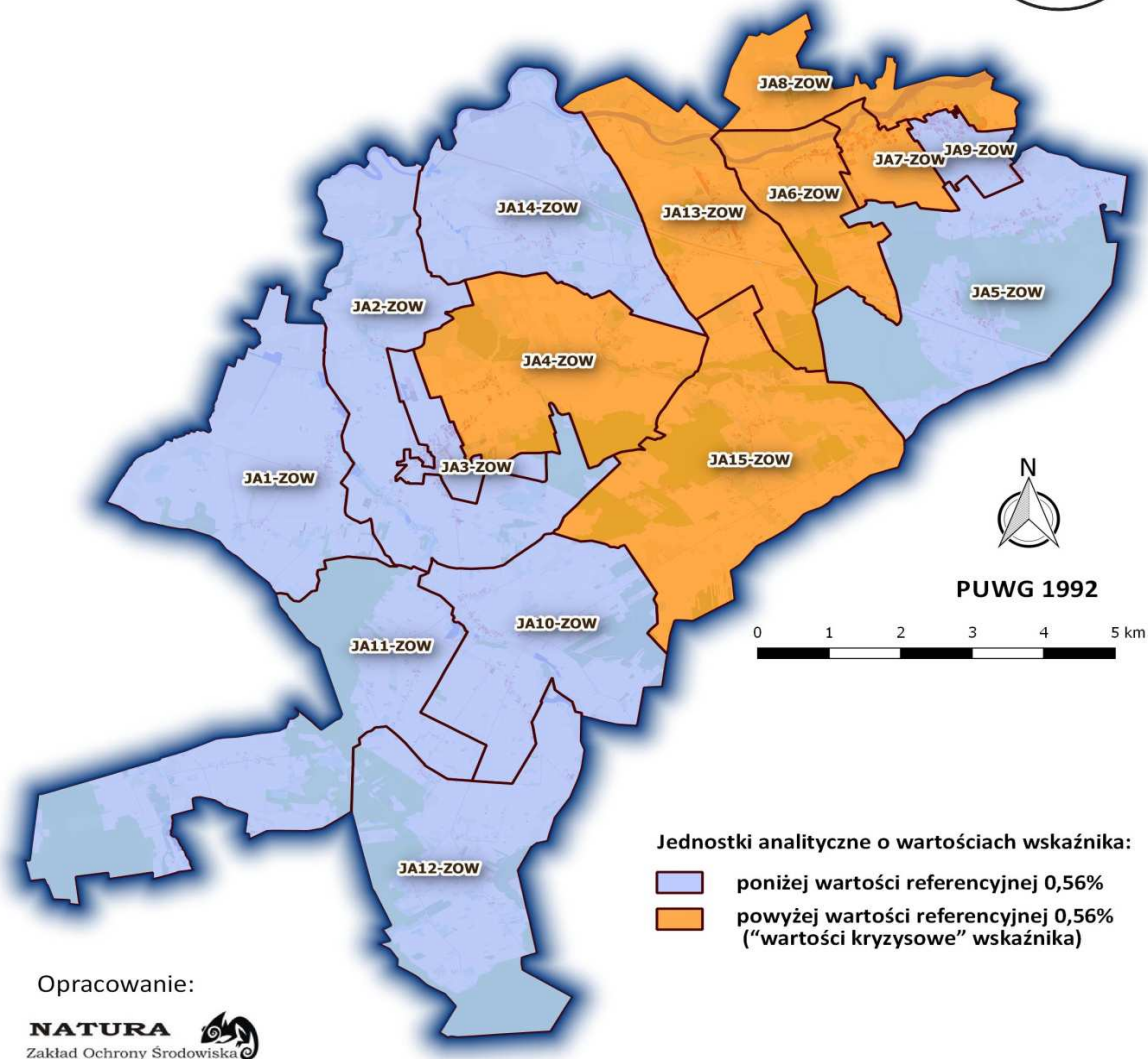 JA8-ZOW
JA7-ZOW
JA9-ZOW
JA6-ZOW
JA14-ZOW
JA13-ZOW
JA5-ZOW
JA2-ZOW
JA4-ZOW
JA15-ZOW
JA3-ZOW
JA1-ZOW
N
PUWG 1992
0 1 2 3 4 5 km
JA10-ZOW
JA11-ZOW
JA12-ZOW
Jednostki analityczne o wartościach wskaźnika:
poniżej wartości referencyjnej 0,56%
powyżej wartości referencyjnej 0,56%
(“wartości kryzysowe” wskaźnika)
Opracowanie:
NATURA
Zakład Ochrony Środowiska